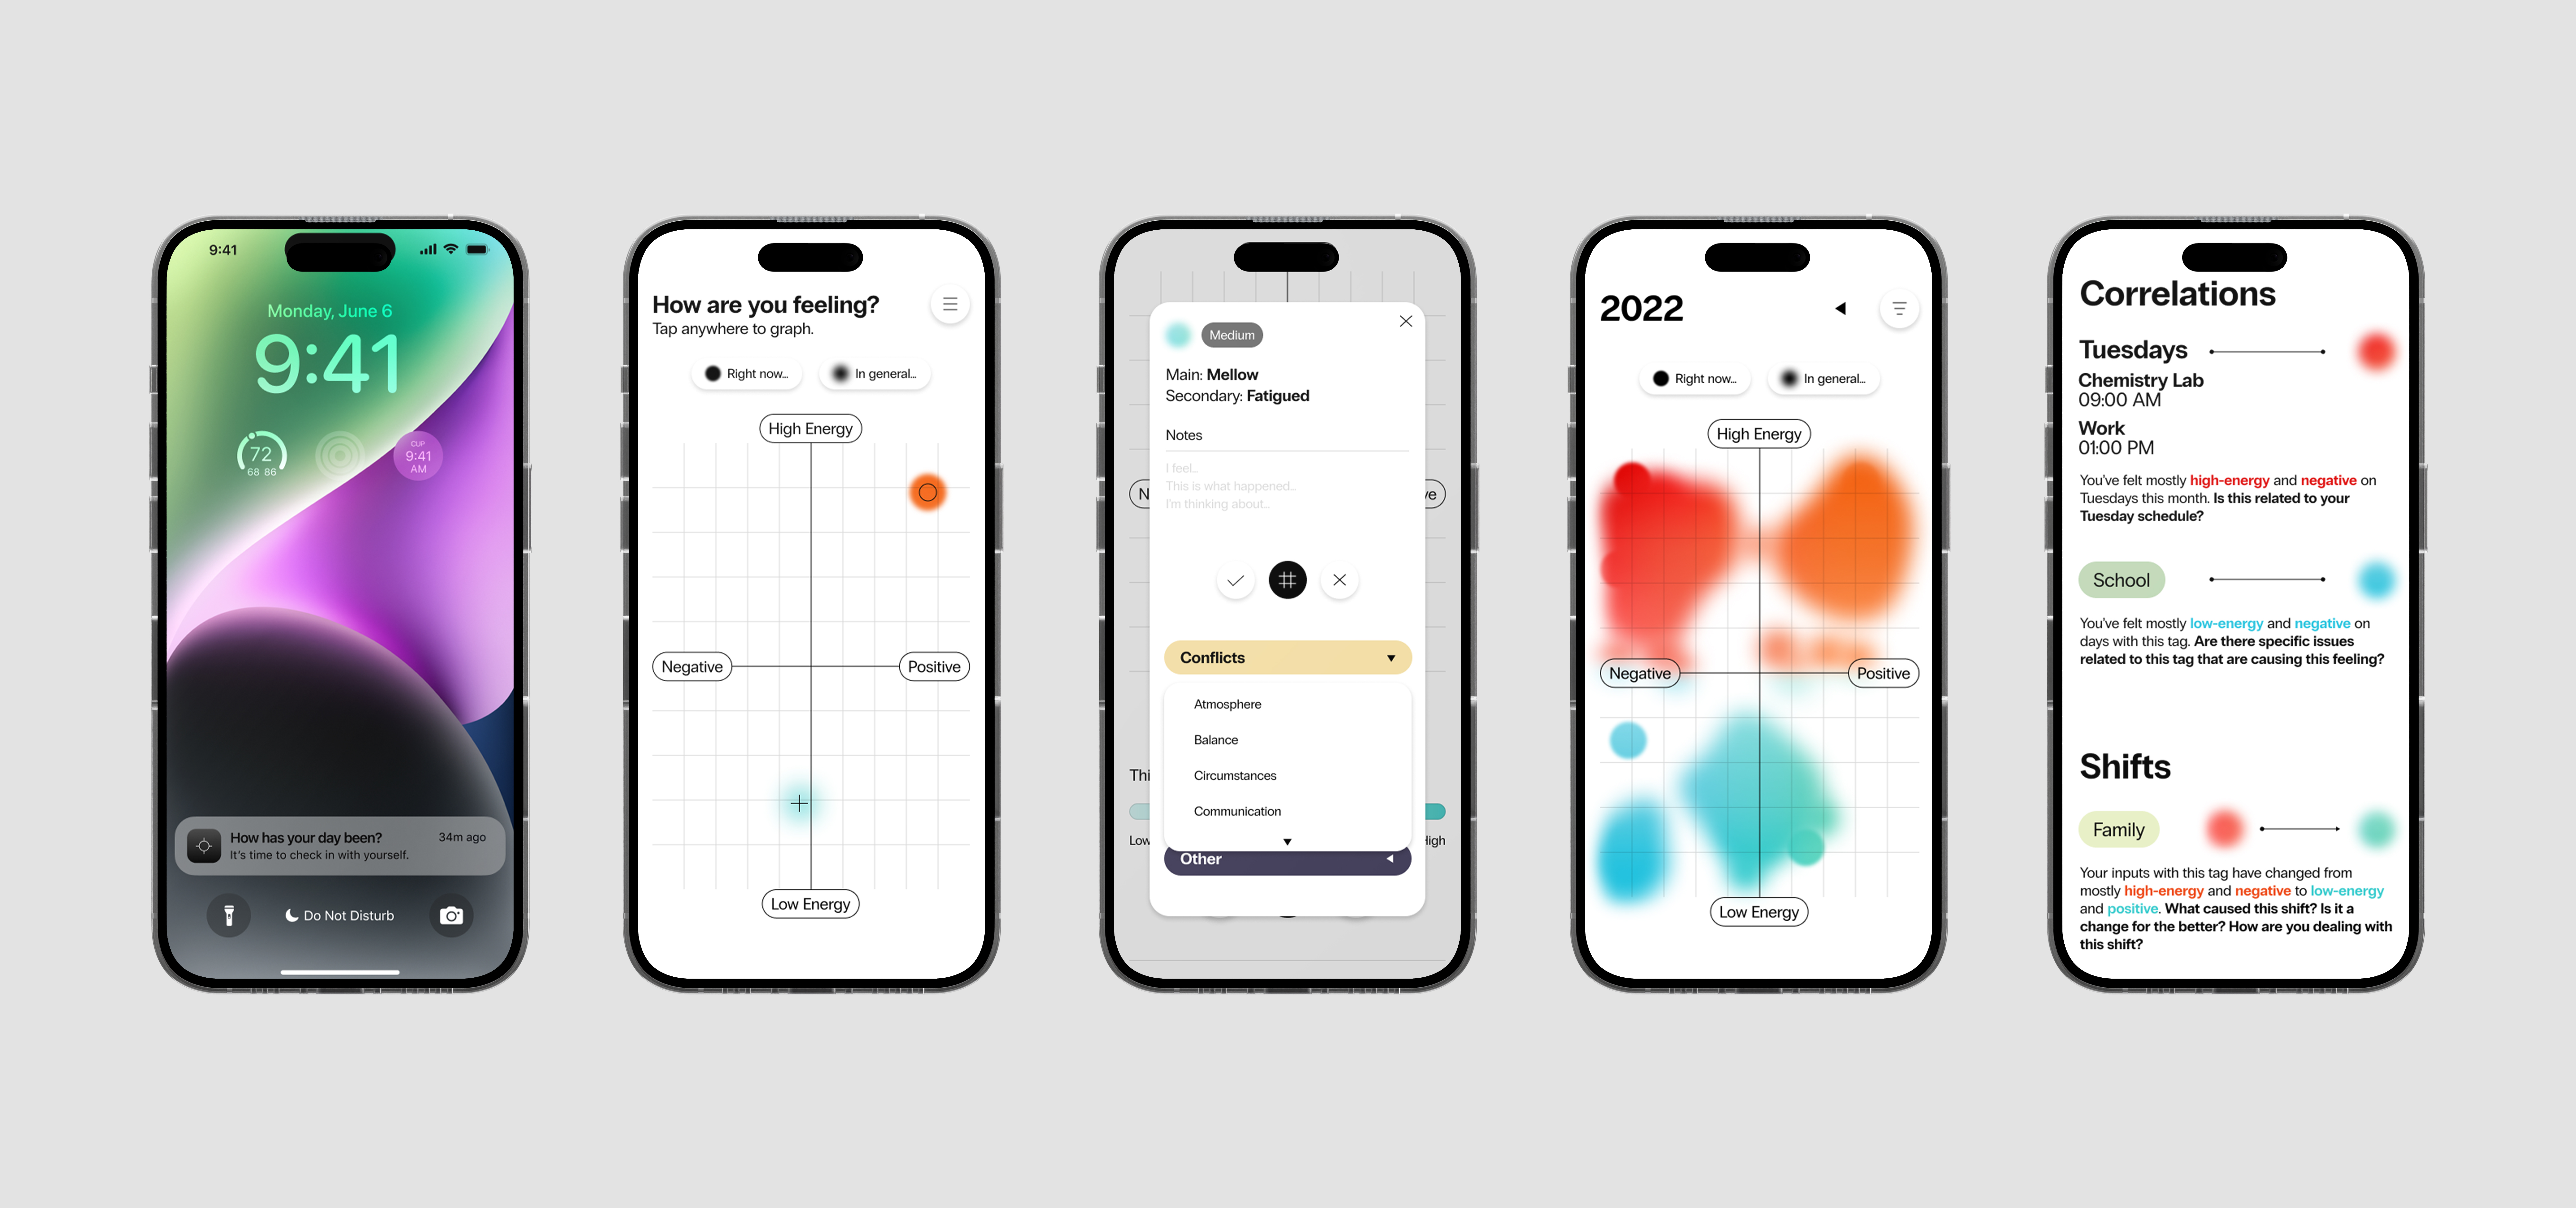 9:41
Monday, June 6
9:41
72
68 86
CUP
9:41
AM
How has your day been?
34m ago
It's time to check in with yourself.
Do Not Disturb
How are you feeling?
Tap anywhere to graph.
Right now...
In general...
High Energy
Negative
Positive
Low Energy
Medium
Main: Mellow
Secondary: Fatigued
Notes
I feel...
This is what happened...
I'm thinking about...
N
ve
Conflicts
Atmosphere
Balance
Circumstances
Communication
Other
Thi
Low
High
2022
Right now...
In general...
High Energy
Negative
Positive
Low Energy
Correlations
Tuesdays
Chemistry Lab
09:00 AM
Work
01:00 PM
You've felt mostly high-energy and negative on
Tuesdays this month. Is this related to your
Tuesday schedule?
School
You've felt mostly low-energy and negative on
days with this tag. Are there specific issues
related to this tag that are causing this feeling?
Shifts
Family
Your inputs with this tag have changed from
mostly high-energy and negative to low-energy
and positive. What caused this shift? Is it a
change for the better? How are you dealing with
this shift?